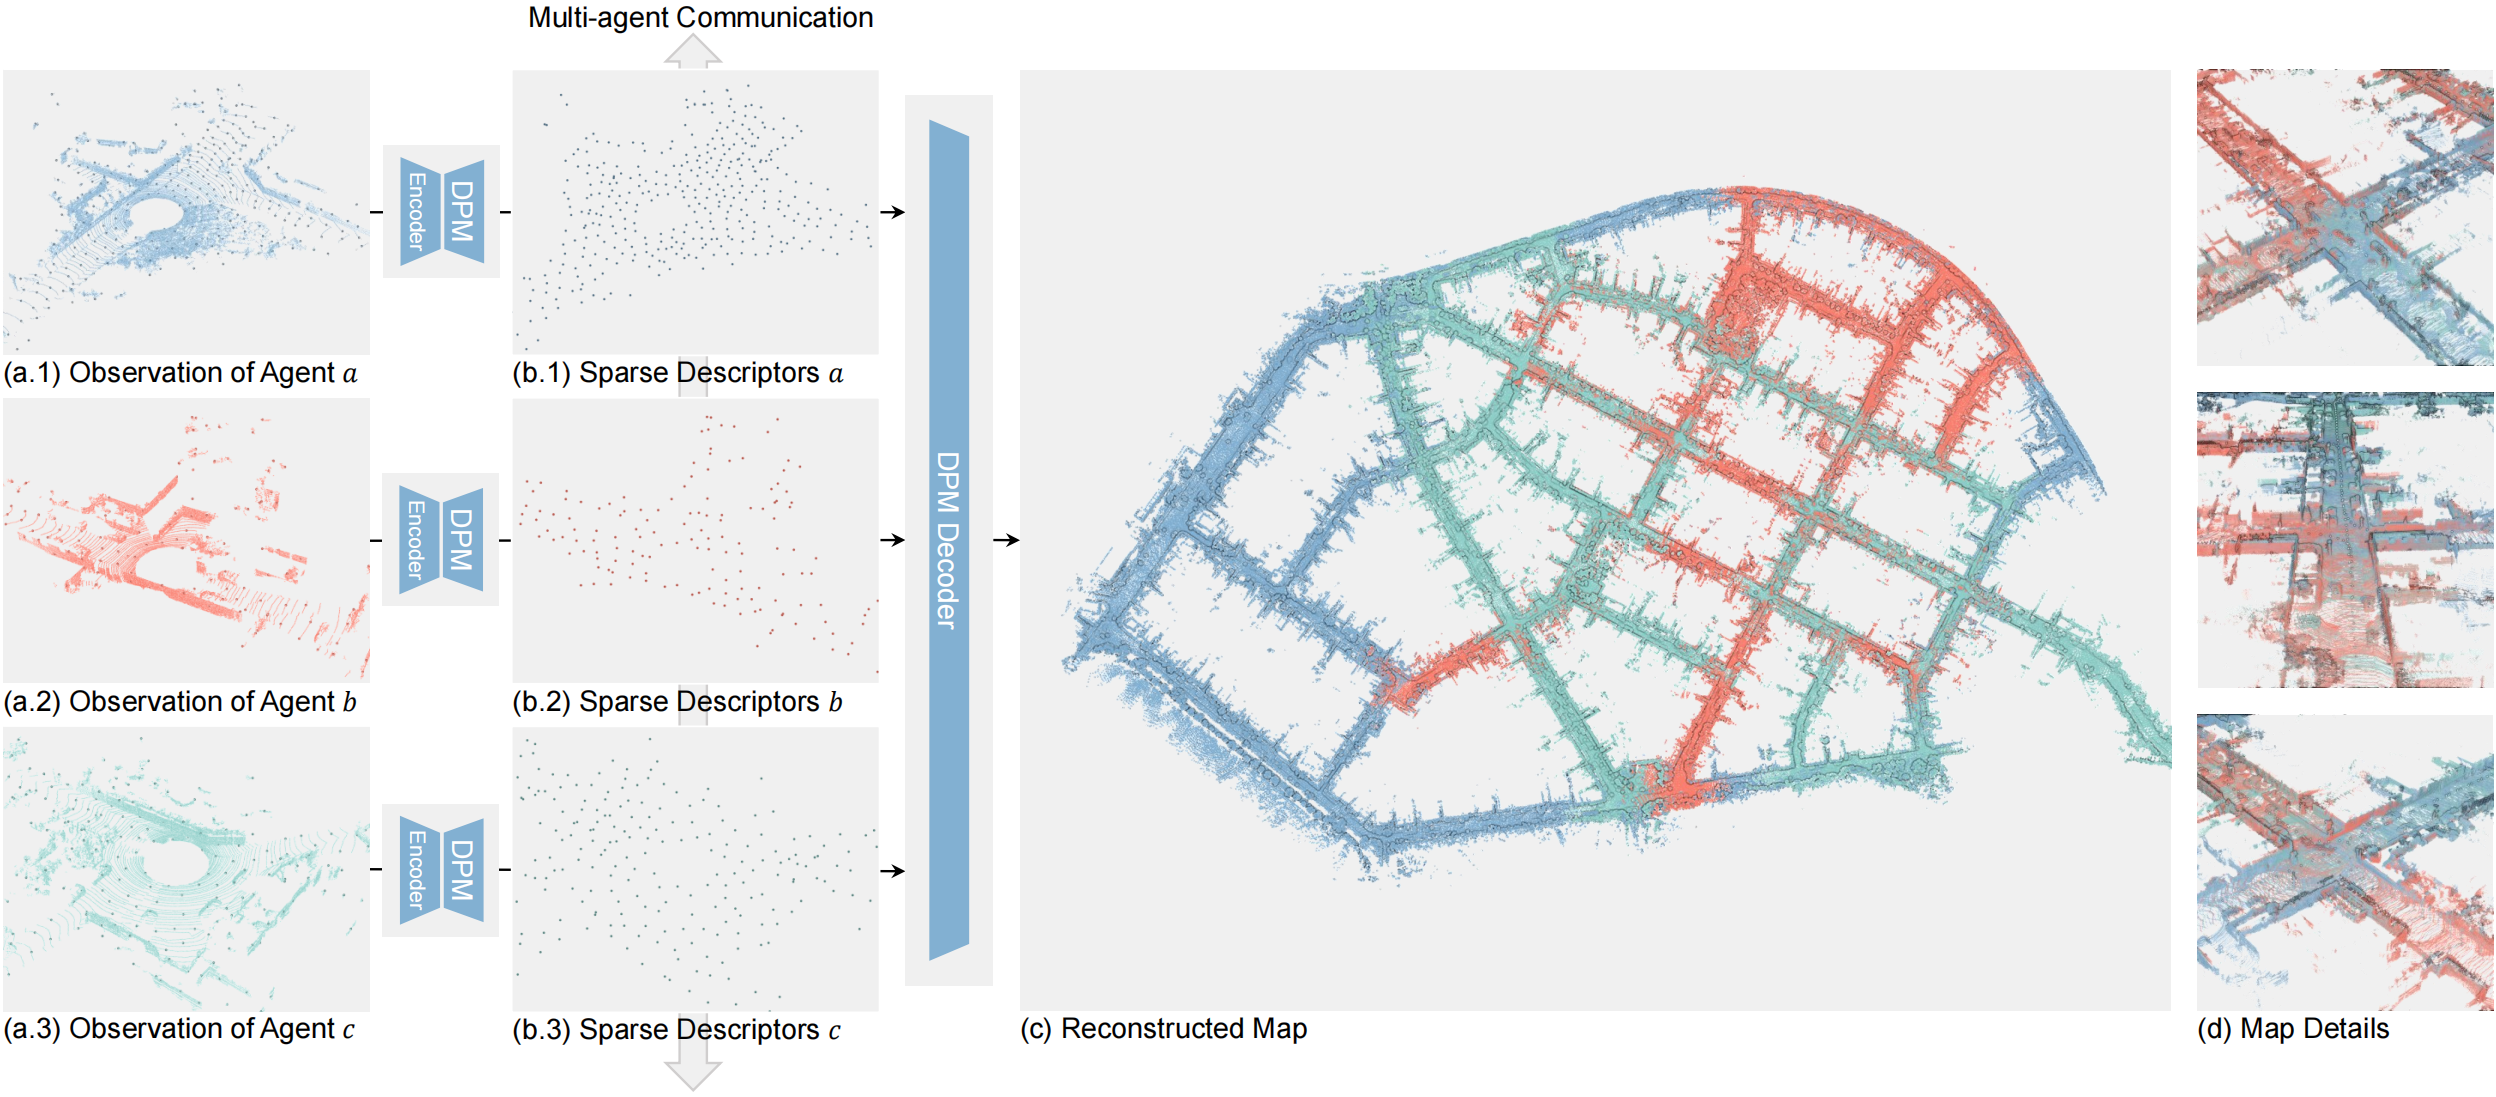 Multi-agent Communication
DPM
Encoder
(a.1) Observation of Agent a
(b.1) Sparse Descriptors a
DPM
Encoder
(a.2) Observation of Agent b
(b.2) Sparse Descriptors b
DPM
Encoder
(a.3) Observation of Agent c
(b.3) Sparse Descriptors c
DPM Decoder
(c) Reconstructed Map
(d) Map Details